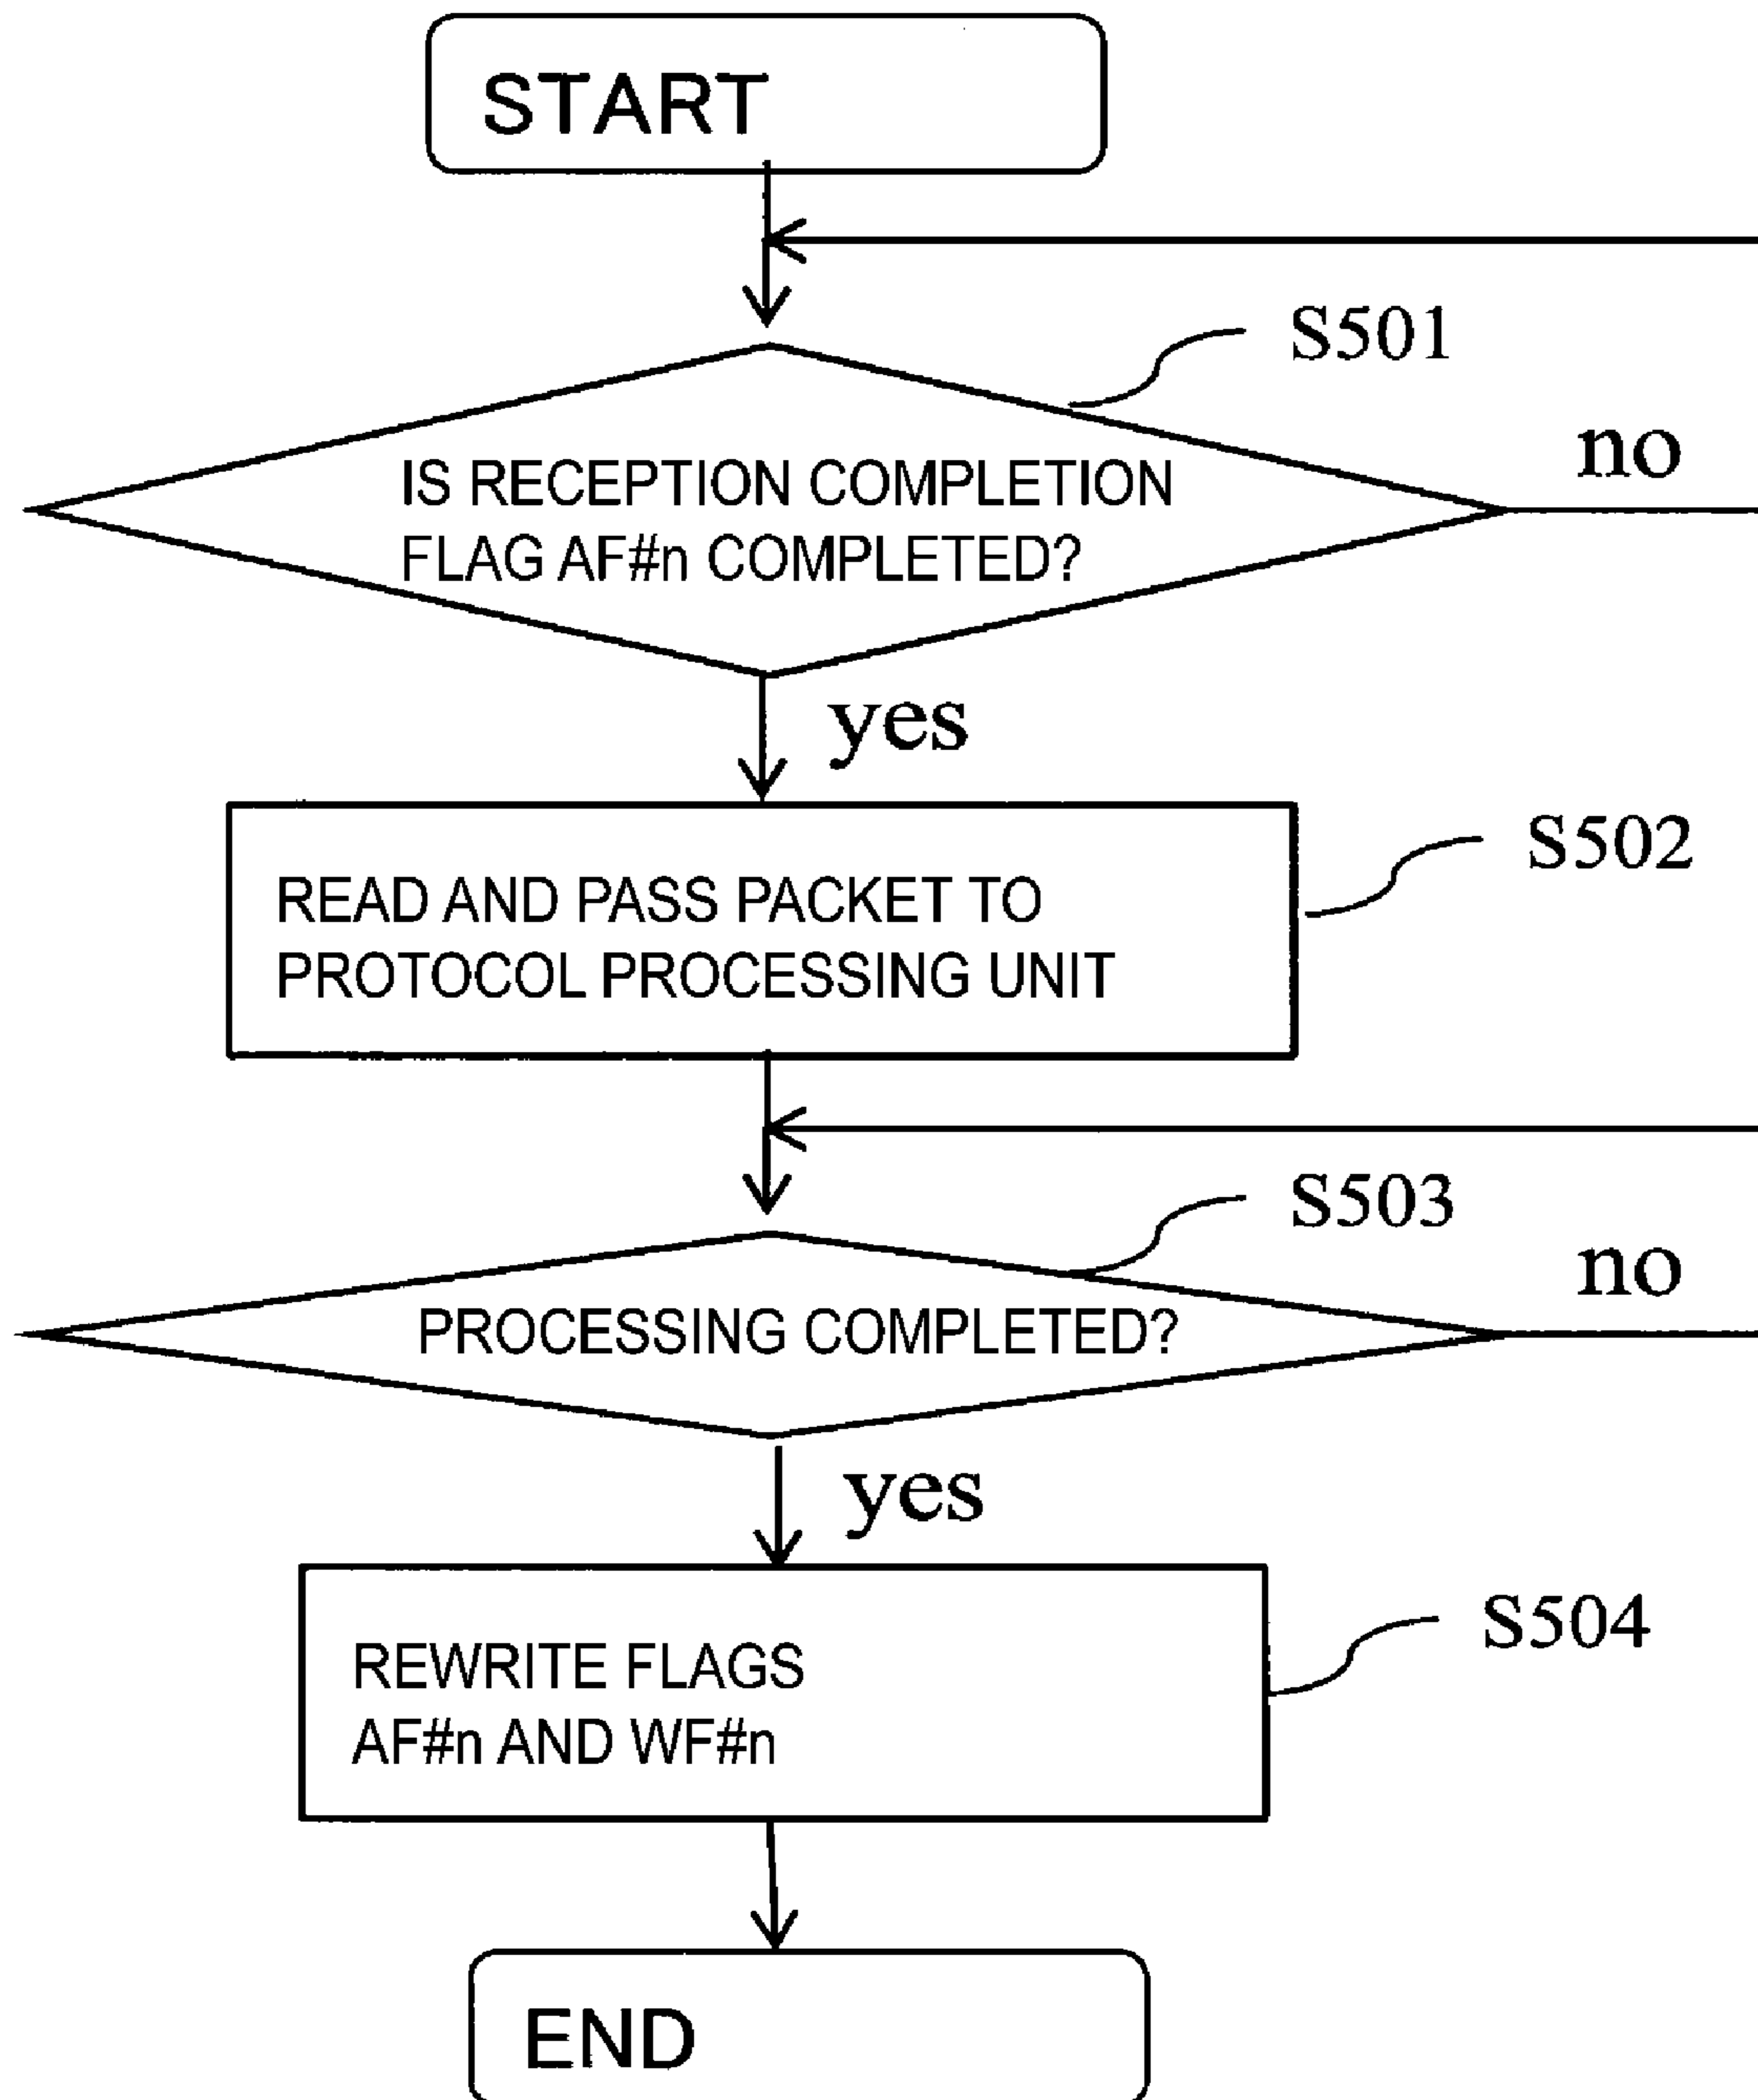 START
S501
IS RECEPTION COMPLETION
FLAG AF#n COMPLETED?
no
yes
S502
READ AND PASS PACKET TO
PROTOCOL PROCESSING UNIT
S503
PROCESSING COMPLETED?
no
yes
S504
REWRITE FLAGS
AF#n AND WF#n
END